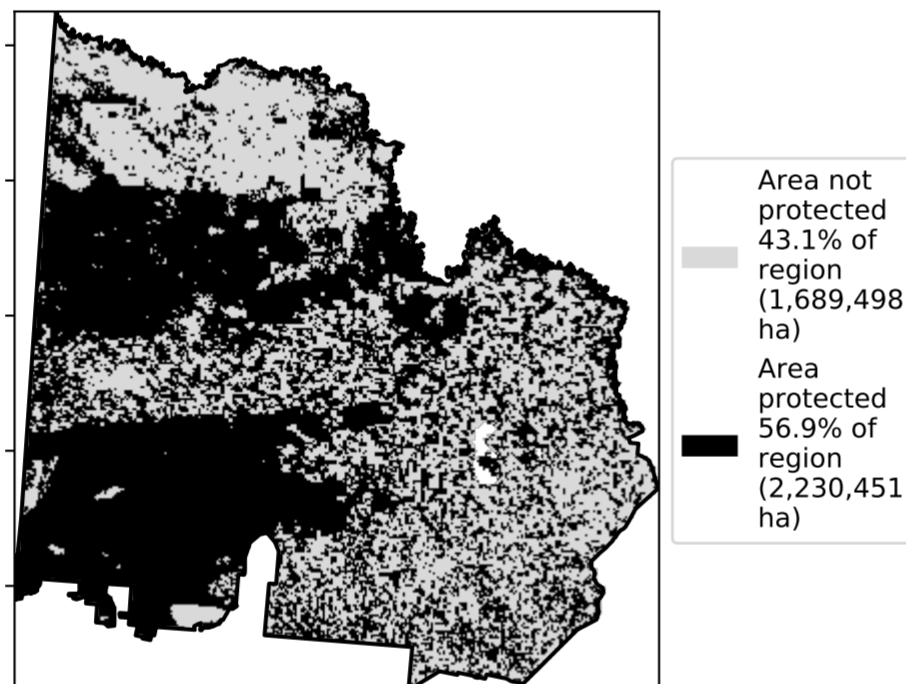 Area not
protected
43.1% of
region
(1,689,498
ha)
Area
protected
56.9% of
region
(2,230,451
ha)